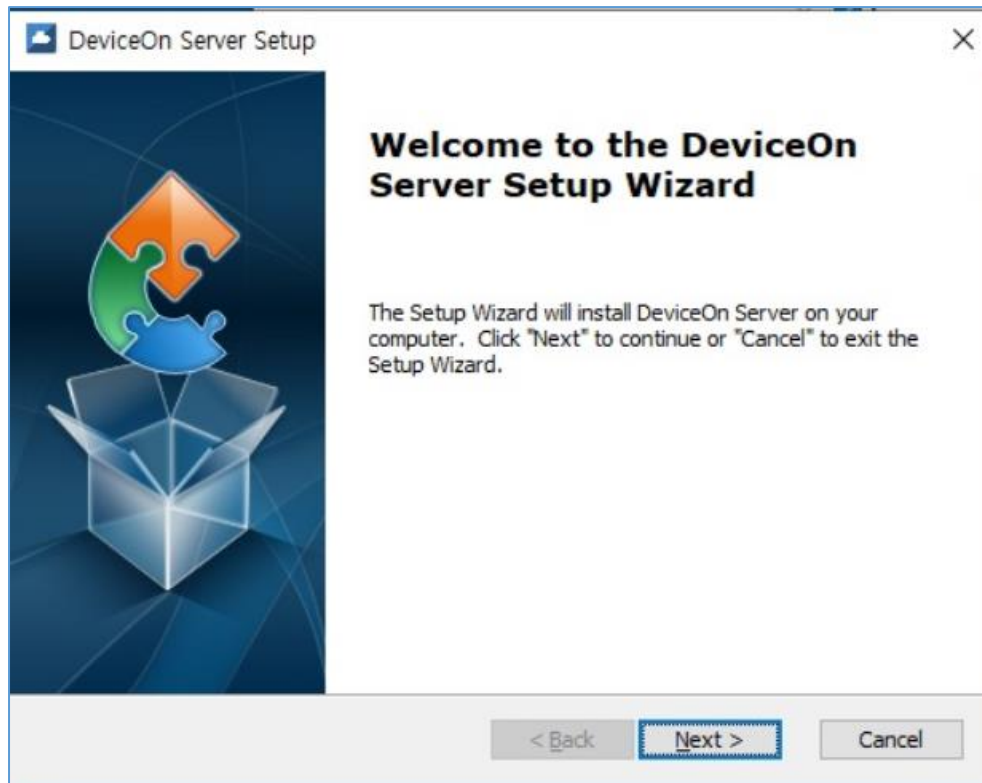 DeviceOn Server Setup
Welcome to the DeviceOn
Server Setup Wizard
The Setup Wizard will install DeviceOn Server on your
computer. Click "Next" to continue or "Cancel" to exit the
Setup Wizard.
< Back
Next >
Cancel